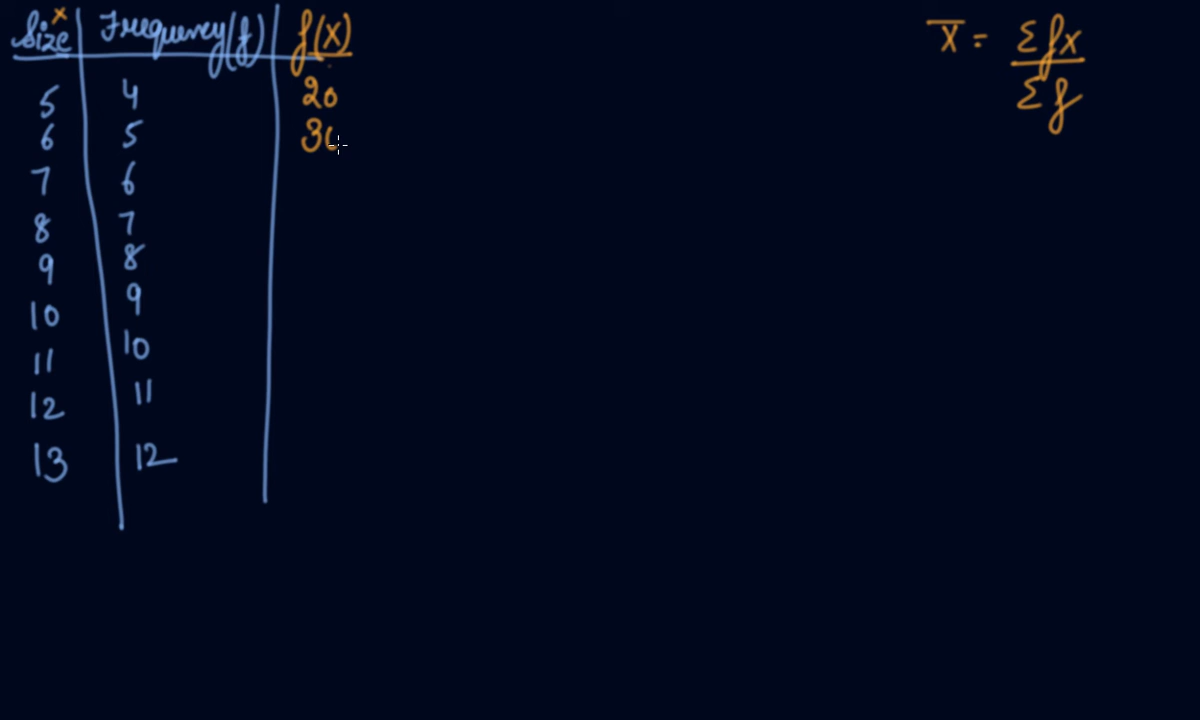 Size x Frequency(f) f(x)
X̅ = Σfx / Σf
5 4 20
6 5 30
7 6
8 7
9 8
10 9
11 10
12 11
13 12